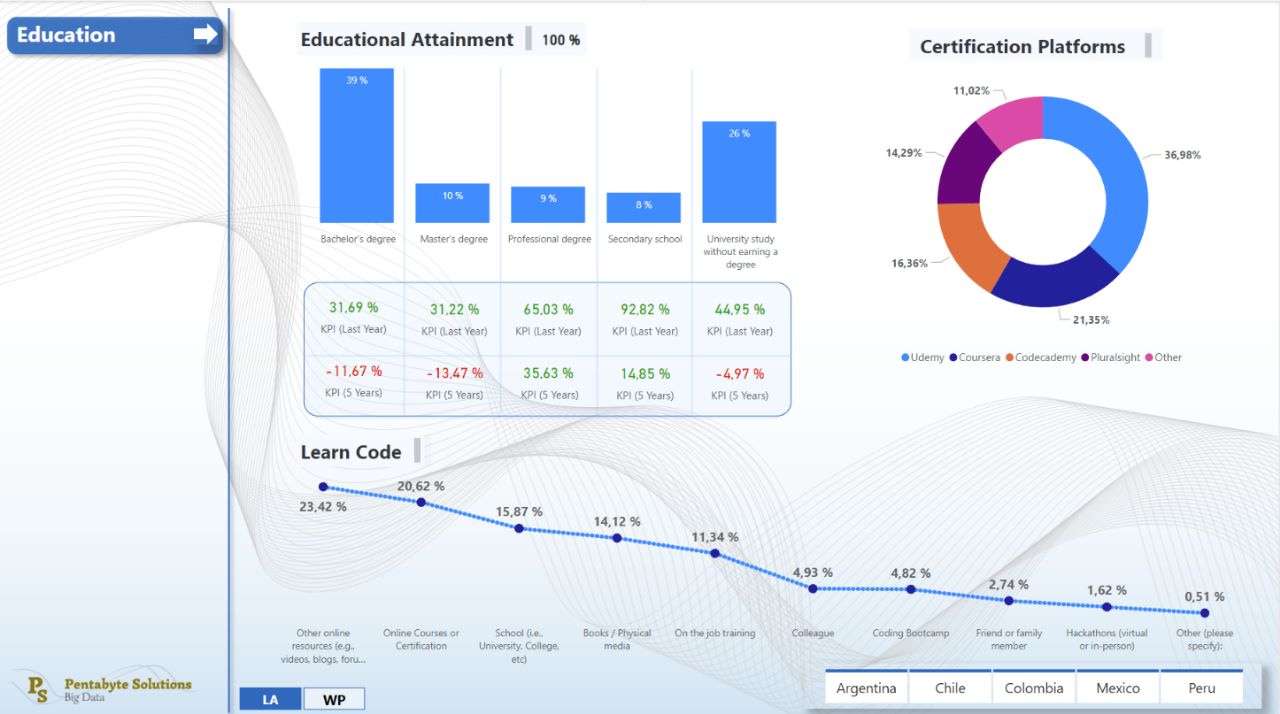 Education
Educational Attainment
100 %
39 %
10 %
9 %
8 %
26 %
Bachelor's degree
Master's degree
Professional degree
Secondary school
University study
without earning a
degree
31,69 %
31,22 %
65,03 %
92,82 %
44,95 %
KPI (Last Year)
KPI (Last Year)
KPI (Last Year)
KPI (Last Year)
KPI (Last Year)
-11,67 %
-13,47 %
35,63 %
14,85 %
-4,97 %
KPI (5 Years)
KPI (5 Years)
KPI (5 Years)
KPI (5 Years)
KPI (5 Years)
Certification Platforms
11,02%
14,29%
36,98%
16,36%
21,35%
Udemy
Coursera
Codecademy
Pluralsight
Other
Learn Code
23,42 %
20,62 %
15,87 %
14,12 %
11,34 %
4,93 %
4,82 %
2,74 %
1,62 %
0,51 %
Other online
resources (e.g.,
videos, blogs, foru...
Online Courses or
Certification
School (i.e.,
University, College,
etc)
Books / Physical
media
On the job training
Colleague
Coding Bootcamp
Friend or family
member
Hackathons (virtual
or in-person)
Other (please
specify):
PS
Pentabyte Solutions
Big Data
LA
WP
Argentina
Chile
Colombia
Mexico
Peru